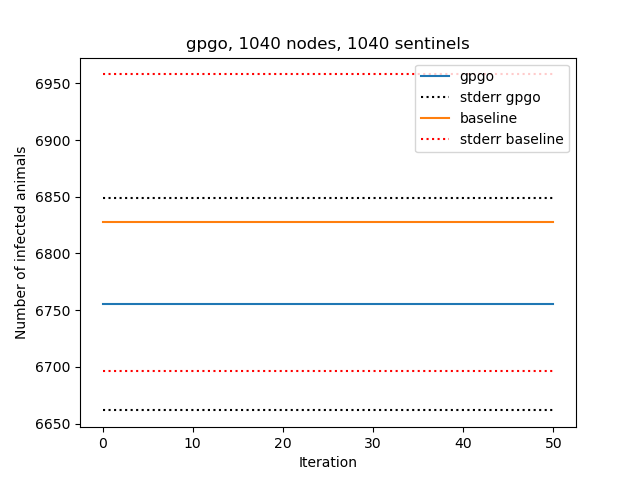 gpgo, 1040 nodes, 1040 sentinels
gpgo
stderr gpgo
baseline
stderr baseline
Number of infected animals
6950
6900
6850
6800
6750
6700
6650
0 10 20 30 40 50
Iteration